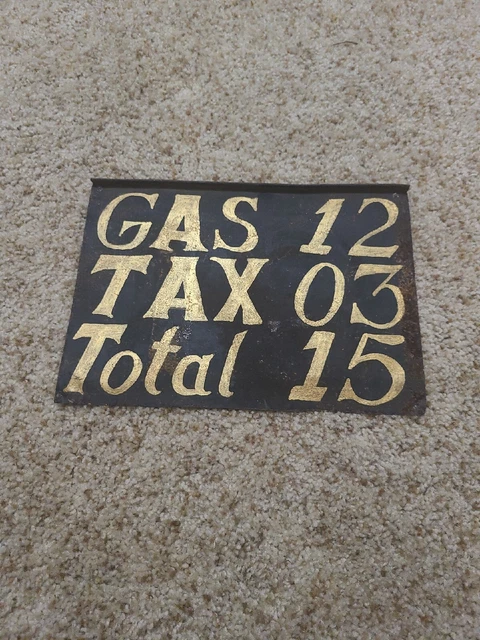 GAS 12
TAX 03
Total 15